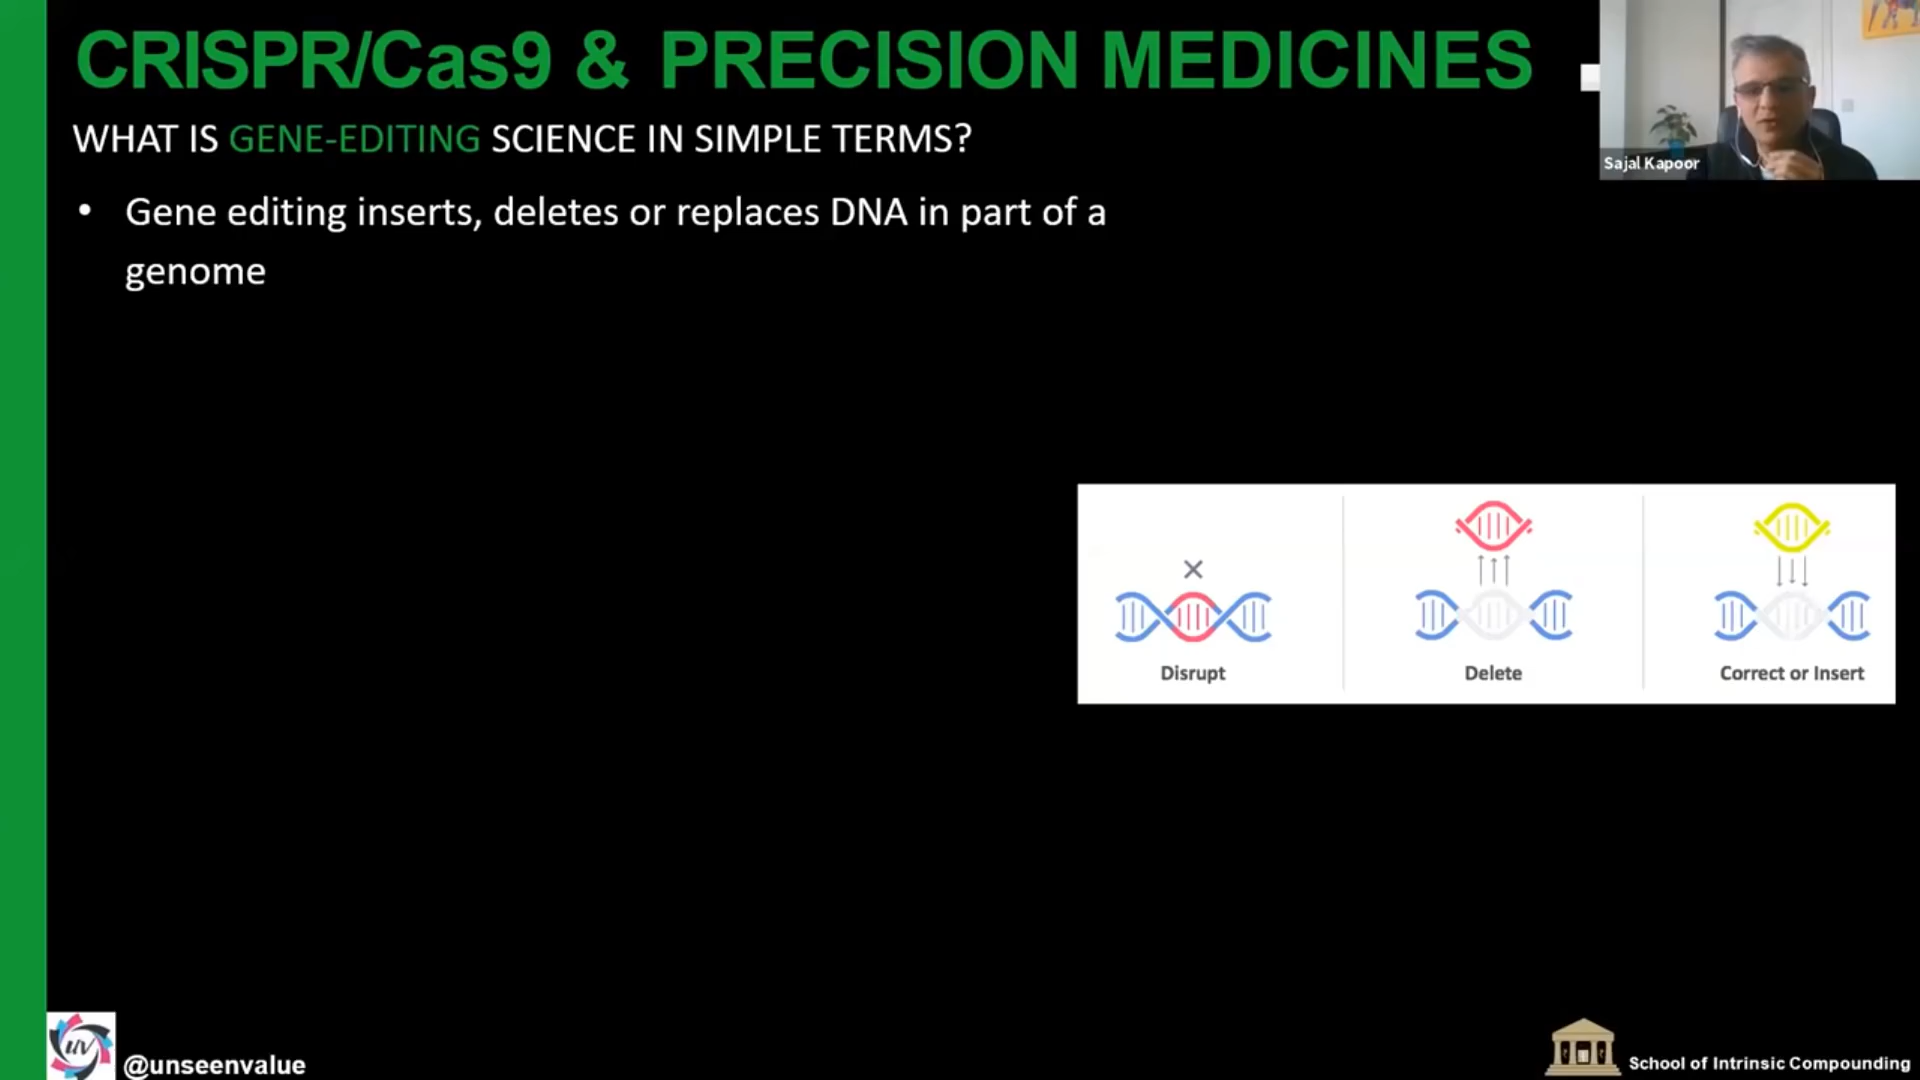 CRISPR/Cas9 & PRECISION MEDICINES
WHAT IS GENE-EDITING SCIENCE IN SIMPLE TERMS?
• Gene editing inserts, deletes or replaces DNA in part of a
genome
Sajal Kapoor
Disrupt
Delete
Correct or Insert
UV
@unseenvalue
School of Intrinsic Compounding